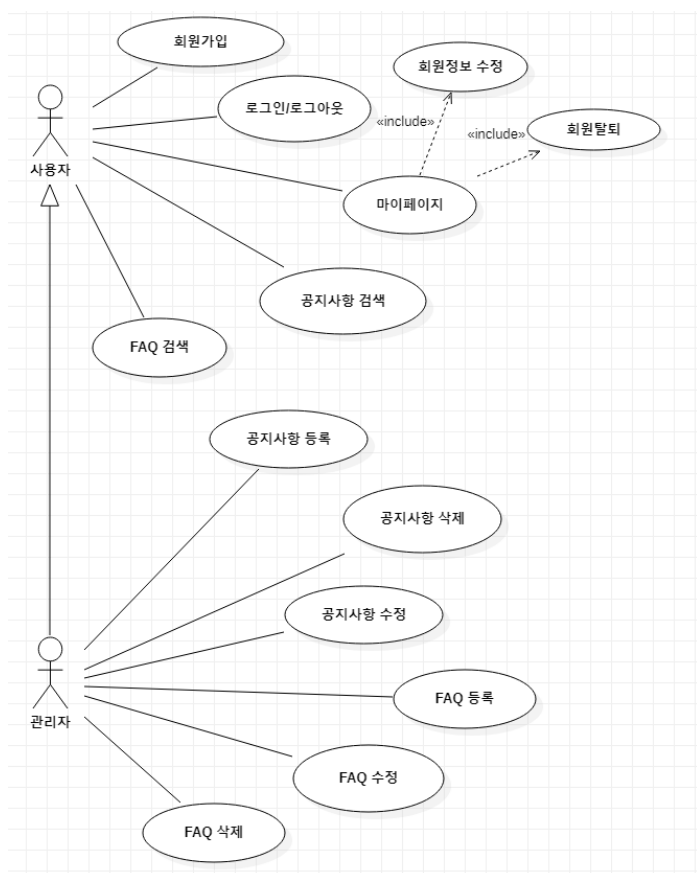 회원가입
회원정보 수정
로그인/로그아웃
«include»
«include»
회원탈퇴
사용자
마이페이지
공지사항 검색
FAQ 검색
공지사항 등록
공지사항 삭제
공지사항 수정
FAQ 등록
관리자
FAQ 수정
FAQ 삭제